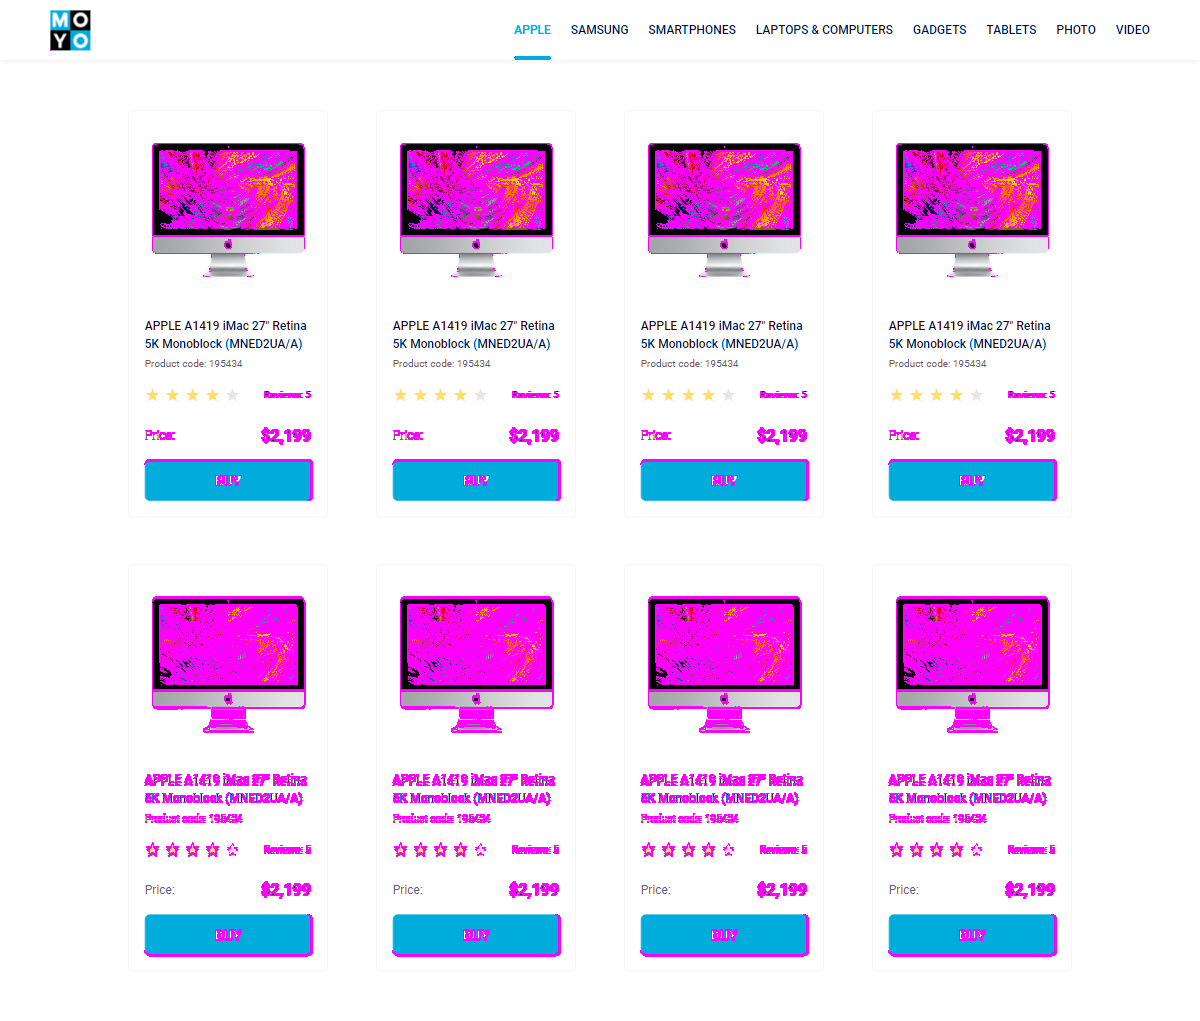 MO
YO
APPLE SAMSUNG SMARTPHONES LAPTOPS & COMPUTERS GADGETS TABLETS PHOTO VIDEO
APPLE A1419 iMac 27" Retina
5K Monoblock (MNED2UA/A)
Product code: 195434
Reviews: 5
Price: $2,199
BUY
APPLE A1419 iMac 27" Retina
5K Monoblock (MNED2UA/A)
Product code: 195434
Reviews: 5
Price: $2,199
BUY
APPLE A1419 iMac 27" Retina
5K Monoblock (MNED2UA/A)
Product code: 195434
Reviews: 5
Price: $2,199
BUY
APPLE A1419 iMac 27" Retina
5K Monoblock (MNED2UA/A)
Product code: 195434
Reviews: 5
Price: $2,199
BUY
APPLE A1419 iMac 27" Retina
5K Monoblock (MNED2UA/A)
Product code: 195434
Reviews: 5
Price: $2,199
BUY
APPLE A1419 iMac 27" Retina
5K Monoblock (MNED2UA/A)
Product code: 195434
Reviews: 5
Price: $2,199
BUY
APPLE A1419 iMac 27" Retina
5K Monoblock (MNED2UA/A)
Product code: 195434
Reviews: 5
Price: $2,199
BUY
APPLE A1419 iMac 27" Retina
5K Monoblock (MNED2UA/A)
Product code: 195434
Reviews: 5
Price: $2,199
BUY